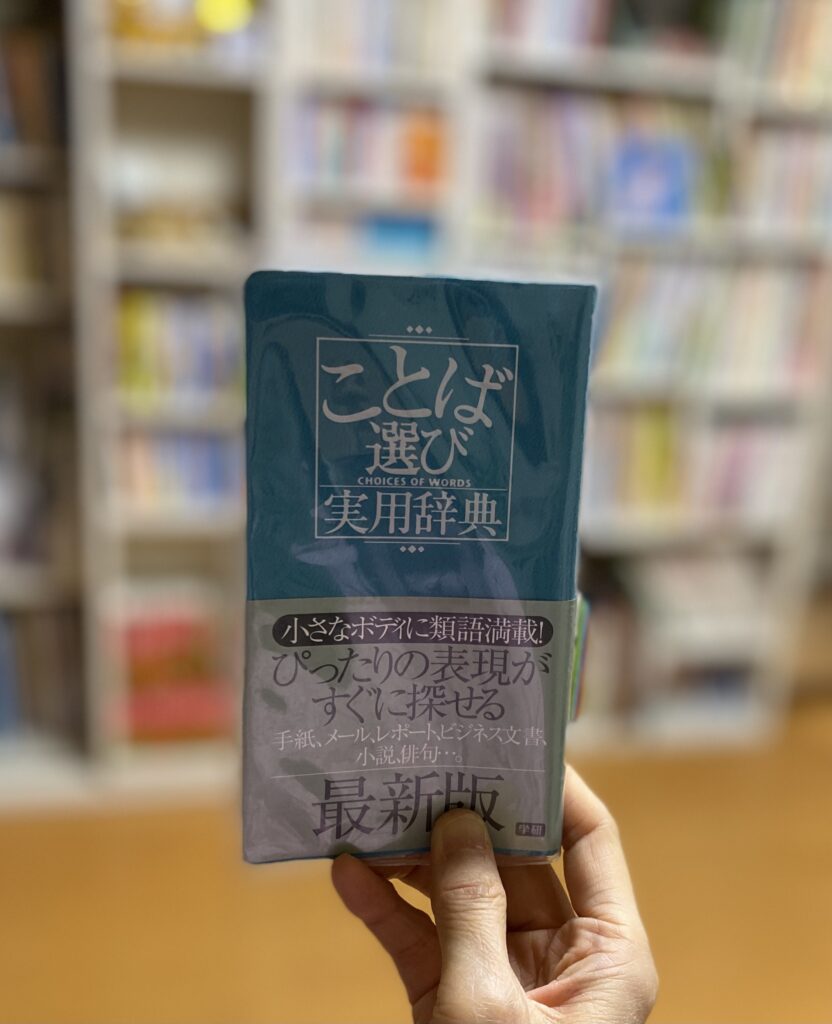 ことば
選び
CHOICES OF WORDS
実用辞典
小さなボディに類語満載!
ぴったりの表現が
すぐに探せる
手紙、メール、レポート、ビジネス文書、
小説、俳句…。
最新版
学研